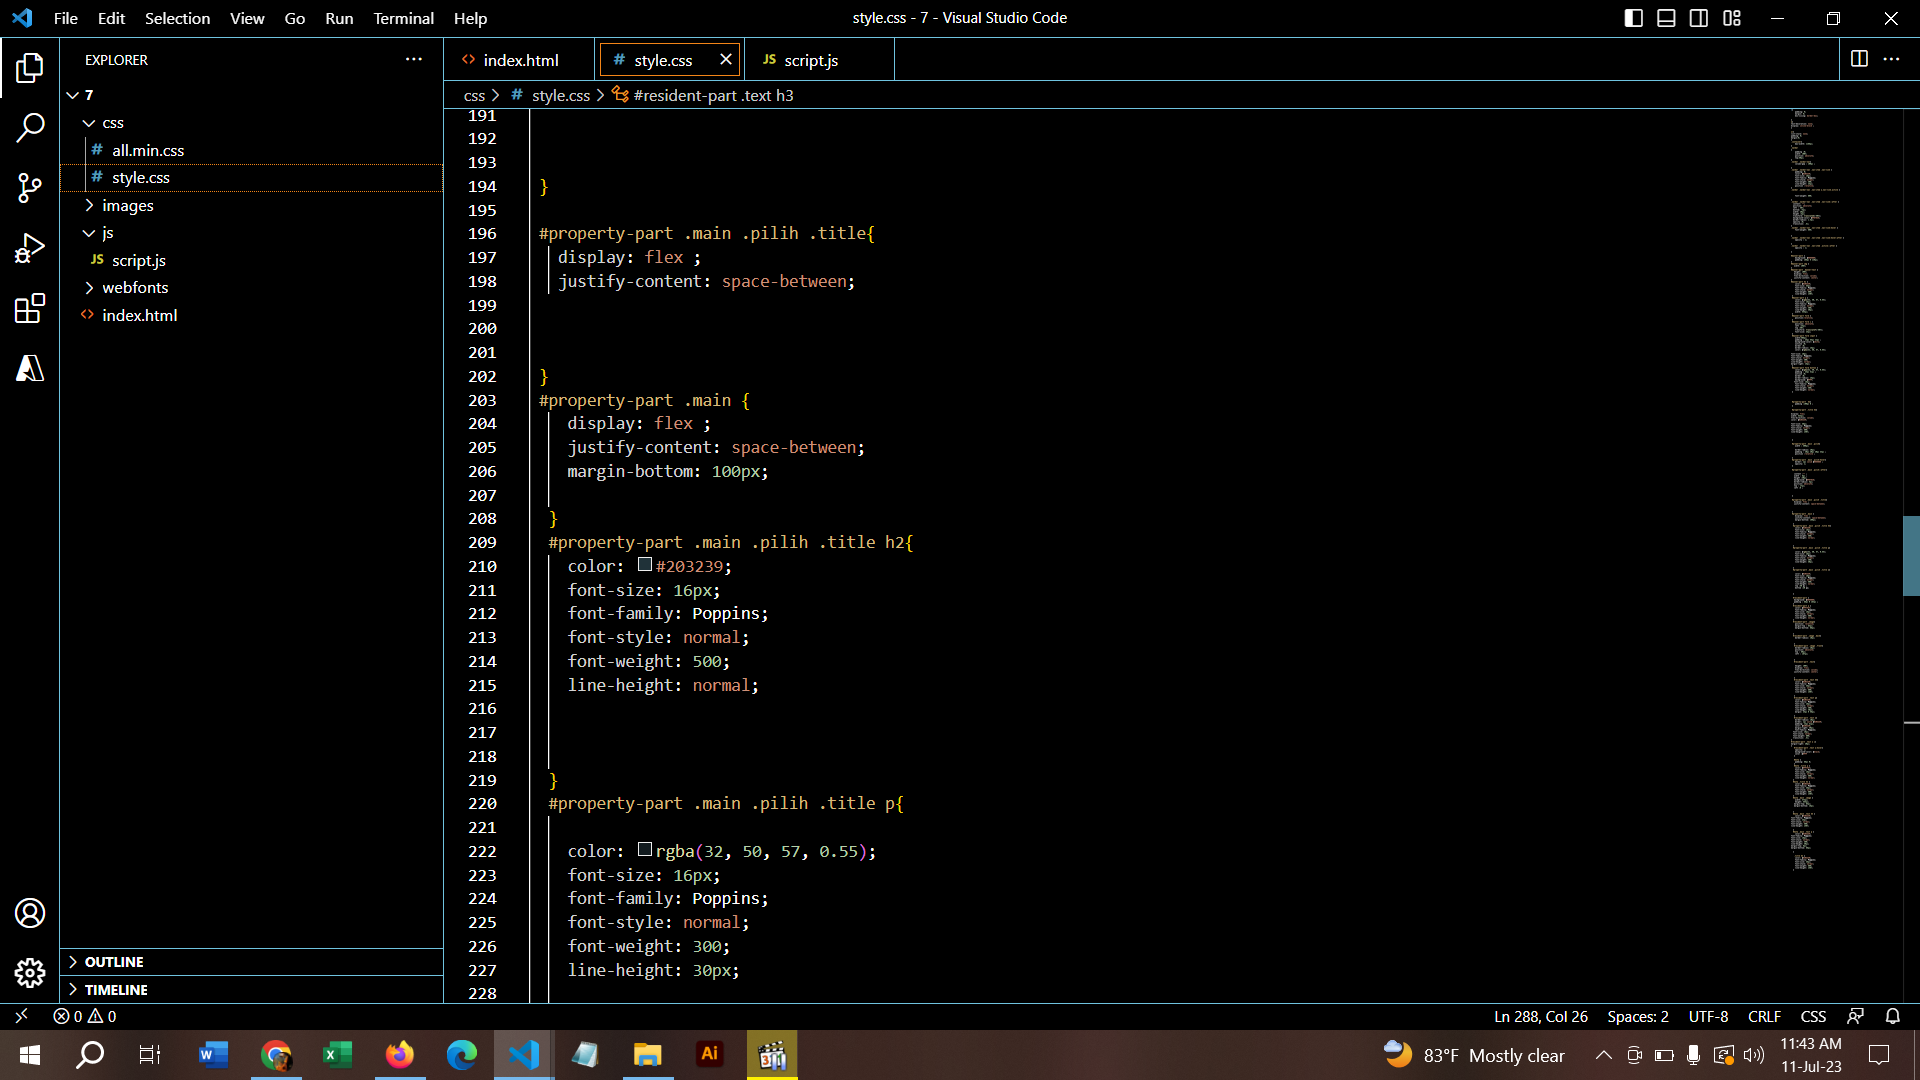 File Edit Selection View Go Run Terminal Help
style.css - 7 - Visual Studio Code
EXPLORER
7
css
# all.min.css
# style.css
images
js
JS script.js
webfonts
<> index.html
OUTLINE
TIMELINE
<> index.html # style.css JS script.js
css > # style.css > #resident-part .text h3
191
192
193
194 }
195
196 #property-part .main .pilih .title{
197 display: flex ;
198 justify-content: space-between;
199
200
201
202 }
203 #property-part .main {
204 display: flex ;
205 justify-content: space-between;
206 margin-bottom: 100px;
207
208 }
209 #property-part .main .pilih .title h2{
210 color: #203239;
211 font-size: 16px;
212 font-family: Poppins;
213 font-style: normal;
214 font-weight: 500;
215 line-height: normal;
216
217
218
219 }
220 #property-part .main .pilih .title p{
221
222 color: rgba(32, 50, 57, 0.55);
223 font-size: 16px;
224 font-family: Poppins;
225 font-style: normal;
226 font-weight: 300;
227 line-height: 30px;
228
0 0
Ln 288, Col 26 Spaces: 2 UTF-8 CRLF CSS
83°F Mostly clear
11:43 AM
11-Jul-23